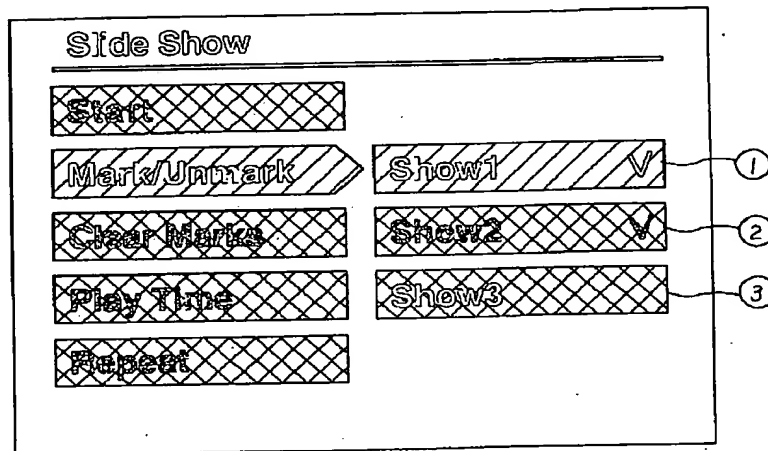 Slide Show
Start
Mark/Unmark Show1 V 1
Clear Marks Show2 V 2
Play Time Show3 3
Repeat